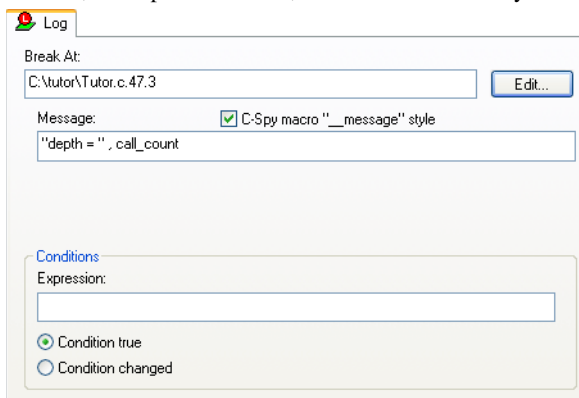 Log
Break At:
C:\tutor\Tutor.c.47.3
Edit...
Message:
C-Spy macro "__message" style
"depth = " , call_count
Conditions
Expression:
Condition true
Condition changed